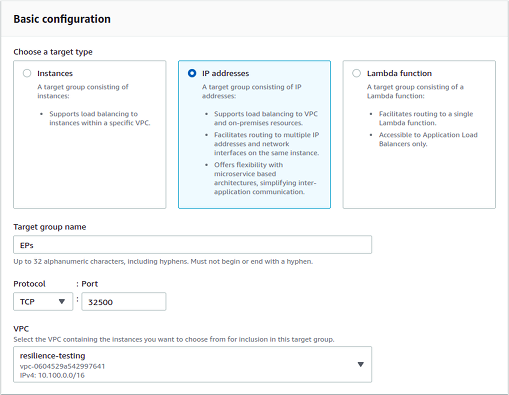 Basic configuration
Choose a target type
Instances
A target group consisting of
instances:
• Supports load balancing to
instances within a specific VPC.
IP addresses
A target group consisting of IP
addresses:
• Supports load balancing to VPC
and on-premises resources.
• Facilitates routing to multiple IP
addresses and network
interfaces on the same instance.
• Offers flexibility with
microservice based
architectures, simplifying inter-
application communication.
Lambda function
A target group consisting of a
Lambda function:
• Facilitates routing to a single
Lambda function.
• Accessible to Application Load
Balancers only.
Target group name
EPs
Up to 32 alphanumeric characters, including hyphens. Must not begin or end with a hyphen.
Protocol : Port
TCP : 32500
VPC
Select the VPC containing the instances you want to choose from for inclusion in this target group.
resilience-testing
vpc-0604529a542997641
IPv4: 10.100.0.0/16